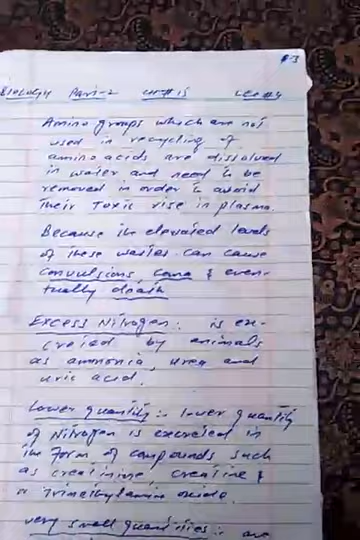 #3
Biology Part-2 CH#15 Lec#4
Amino groups which are not
used in recycling of
amino acids are dissolved
in water and need to be
removed in order to avoid
their toxic rise in plasma.
Because the elevated levels
of these wastes can cause
convulsions, coma & even-
tually death
Excess Nitrogen: is ex-
creted by animals
as ammonia, urea and
uric acid.
Lower quantity:- lower quantity
of Nitrogen is excreted in
the form of compounds such
as creatinine, creatine &
or trimethylamine oxide.
very small quantities: are